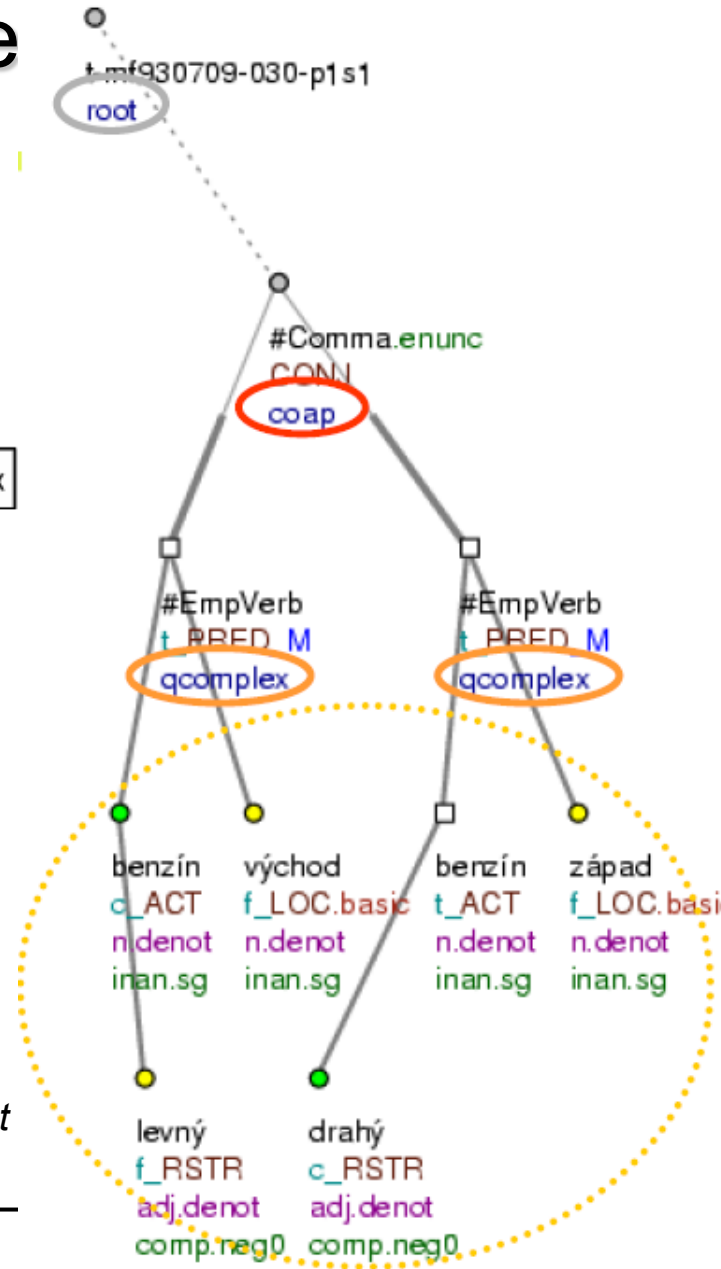 e
t-mf930709-030-p1s1
root
#Comma.enunc
CONJ
coap
x
#EmpVerb #EmpVerb
t_PRED_M t_PRED_M
qcomplex qcomplex
benzín východ benzín západ
c_ACT f_LOC.basic t_ACT f_LOC.basi
n.denot n.denot n.denot n.denot
inan.sg inan.sg inan.sg inan.sg
t
levný drahý
f_RSTR c_RSTR
adj.denot adj.denot
comp.neg0 comp.neg0